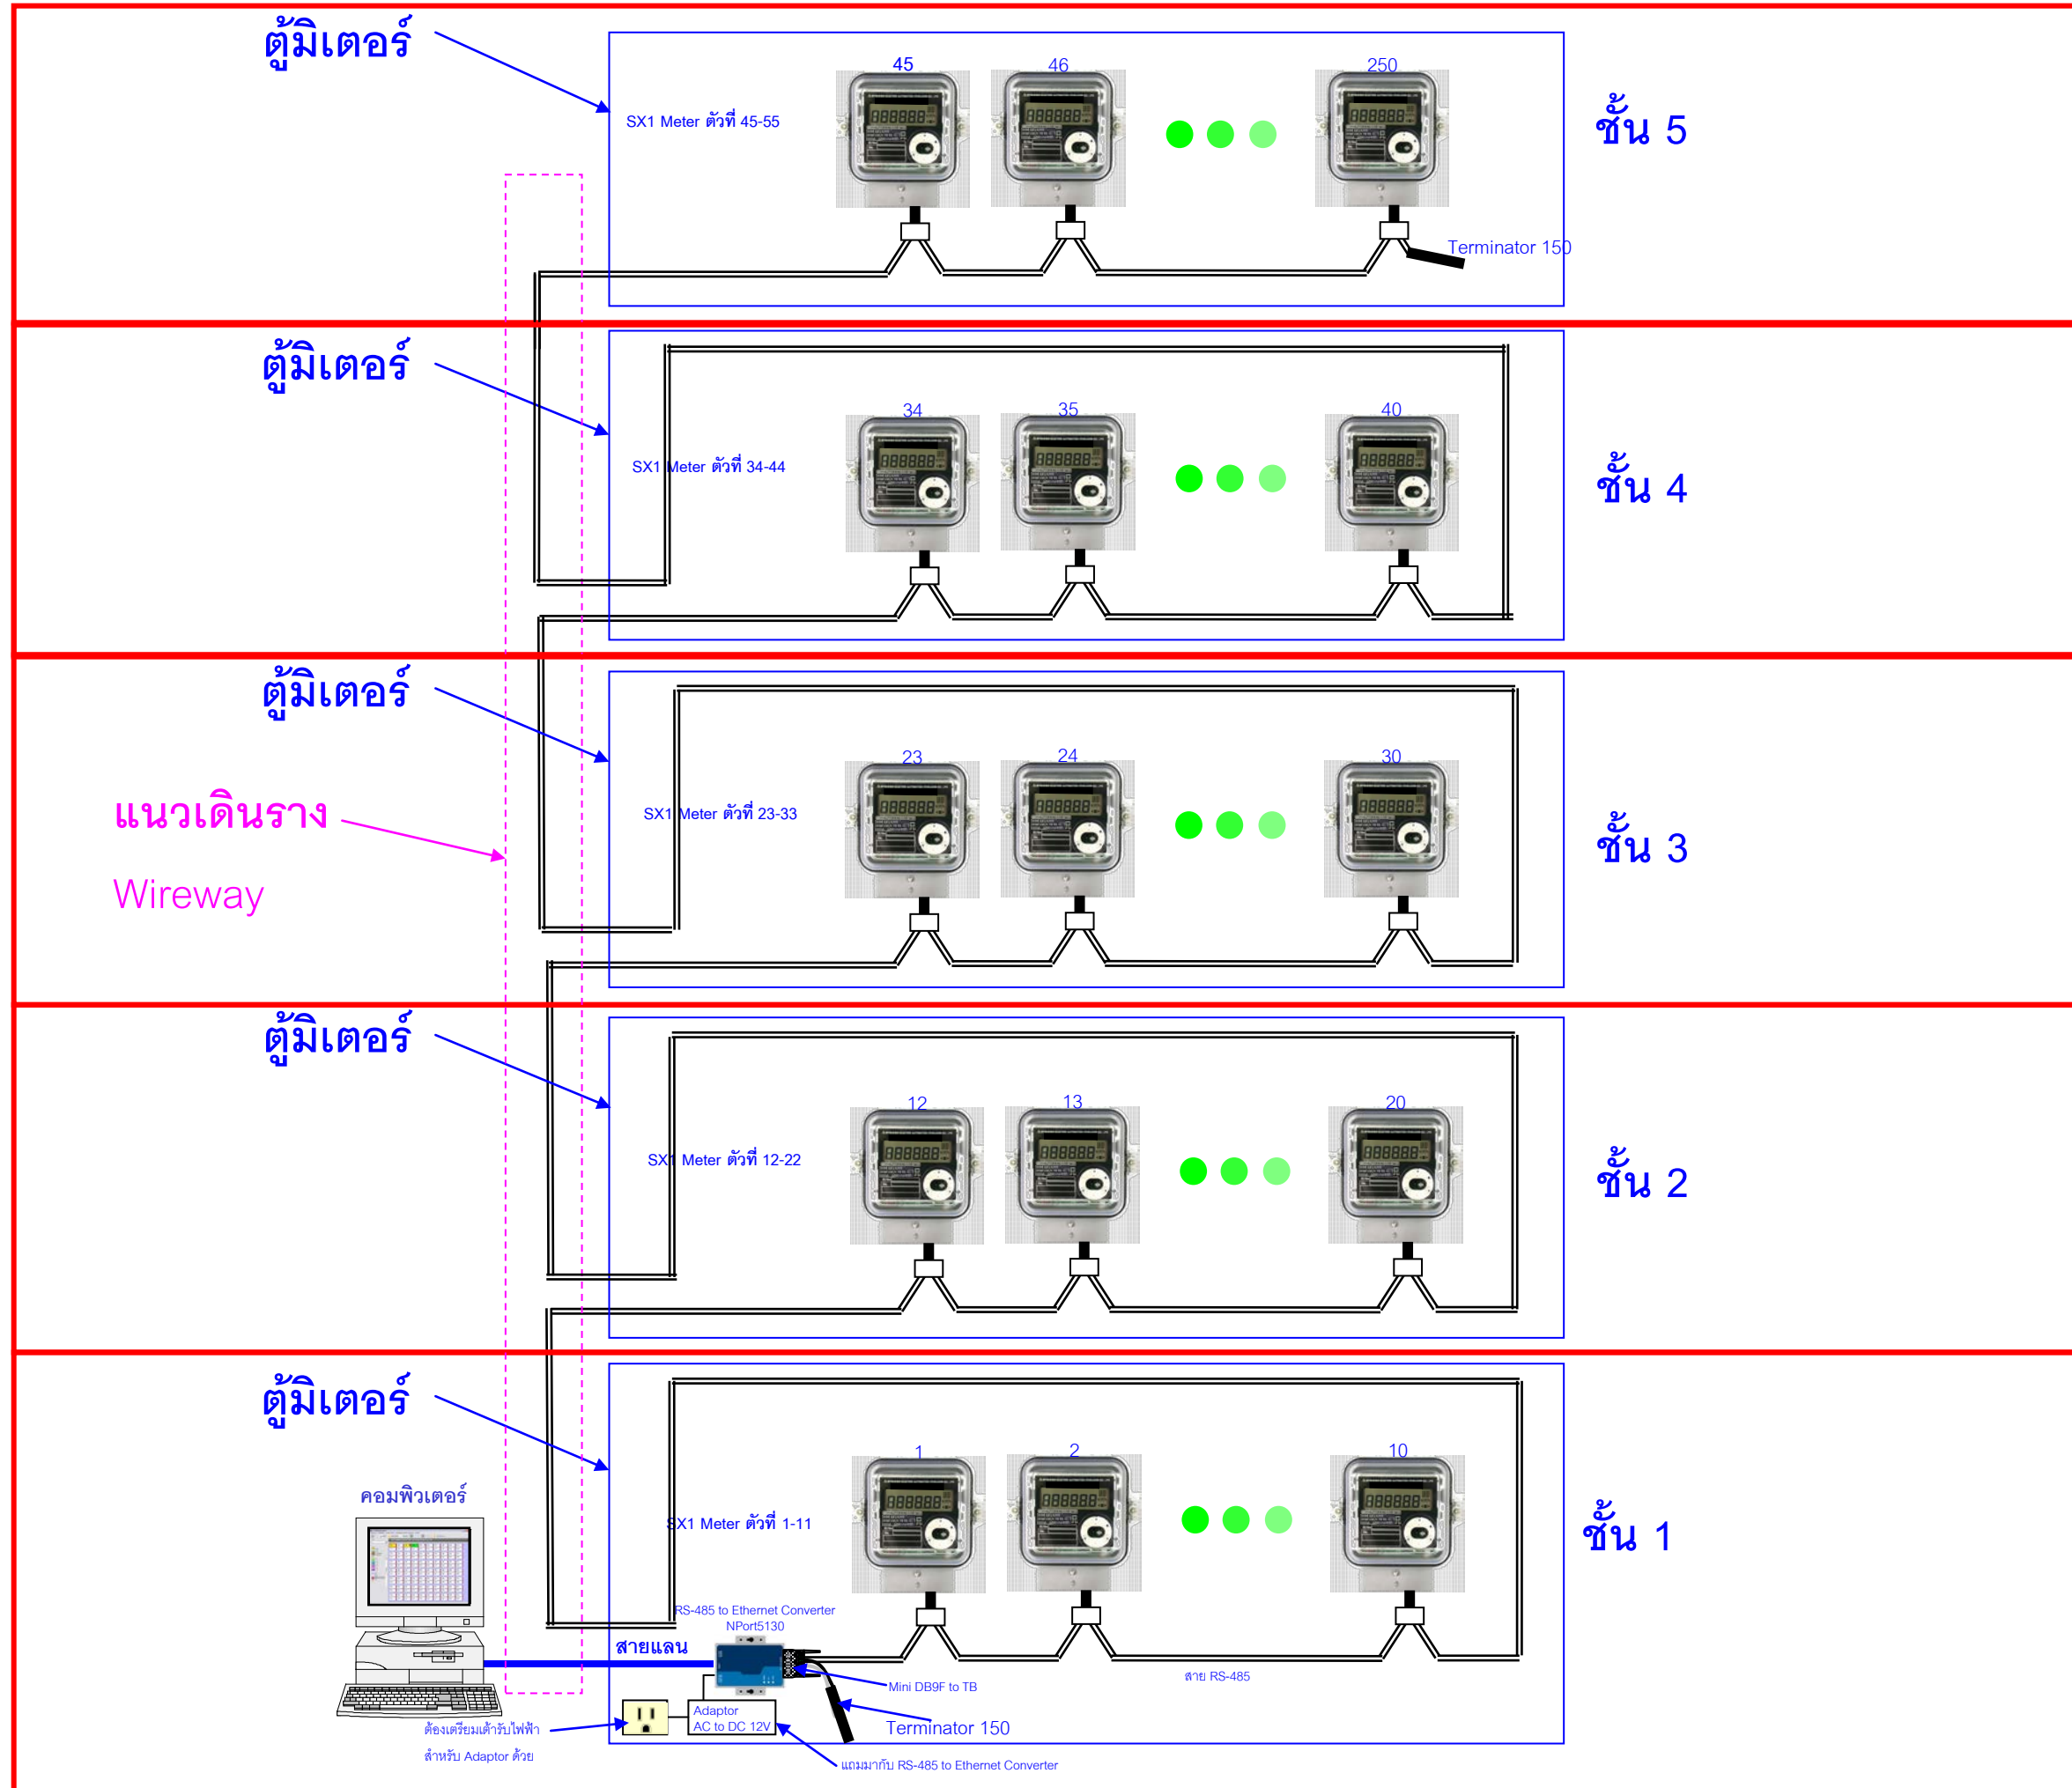 ตู้มิเตอร์
45
46
250
SX1 Meter ตัวที่ 45-55
ชั้น 5
Terminator 150
ตู้มิเตอร์
34
35
40
SX1 Meter ตัวที่ 34-44
ชั้น 4
ตู้มิเตอร์
23
24
30
SX1 Meter ตัวที่ 23-33
ชั้น 3
แนวเดินราง
Wireway
ตู้มิเตอร์
12
13
20
SX1 Meter ตัวที่ 12-22
ชั้น 2
ตู้มิเตอร์
1
2
10
SX1 Meter ตัวที่ 1-11
ชั้น 1
คอมพิวเตอร์
RS-485 to Ethernet Converter
NPort5130
สายแลน
สาย RS-485
Mini DB9F to TB
Adaptor
AC to DC 12V
Terminator 150
ต้องเตรียมเต้ารับไฟฟ้า
สำหรับ Adaptor ด้วย
แถมมากับ RS-485 to Ethernet Converter